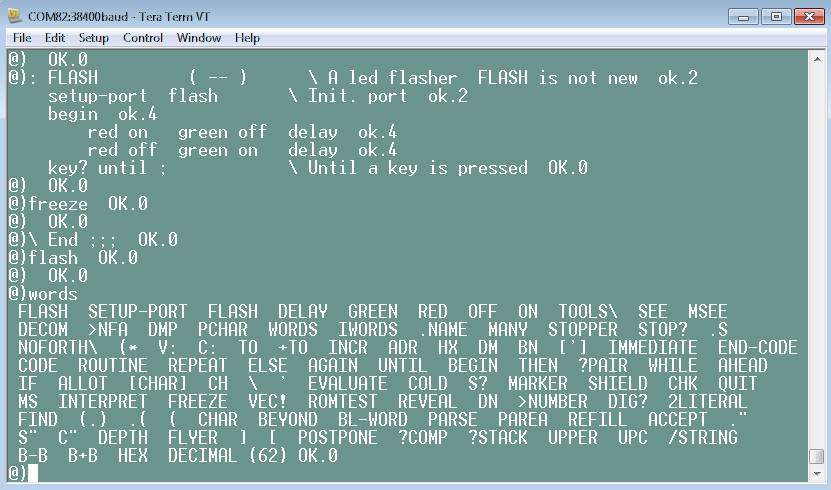 COM82:38400baud - Tera Term VT
File Edit Setup Control Window Help
@)  OK.0
@): FLASH         ( -- )      \ A led flasher  FLASH is not new  ok.2
    setup-port  flash       \ Init. port  ok.2
    begin  ok.4
        red on   green off  delay  ok.4
        red off  green on   delay  ok.4
    key? until ;            \ Until a key is pressed  OK.0
@)  OK.0
@)freeze  OK.0
@)  OK.0
@)\ End ;;;  OK.0
@)flash  OK.0
@)  OK.0
@)words
FLASH  SETUP-PORT  FLASH  DELAY  GREEN  RED  OFF  ON  TOOLS\  SEE  MSEE
DECOM  >NFA  DMP  PCHAR  WORDS  IWORDS  .NAME  MANY  STOPPER  STOP?  .S
NOFORTH\  (*  V:  C:  TO  +TO  INCR  ADR  HX  DM  BN  [']  IMMEDIATE  END-CODE
CODE  ROUTINE  REPEAT  ELSE  AGAIN  UNTIL  BEGIN  THEN  ?PAIR  WHILE  AHEAD
IF  ALLOT  [CHAR]  CH  \  '  EVALUATE  COLD  S?  MARKER  SHIELD  CHK  QUIT
MS  INTERPRET  FREEZE  VEC!  ROMTEST  REVEAL  DN  >NUMBER  DIG?  2LITERAL
FIND  (.)  .(  (  CHAR  BEYOND  BL-WORD  PARSE  PAREA  REFILL  ACCEPT  ."
S"  C"  DEPTH  FLYER  ]  [  POSTPONE  ?COMP  ?STACK  UPPER  UPC  /STRING
B-B  B+B  HEX  DECIMAL (62) OK.0
@)